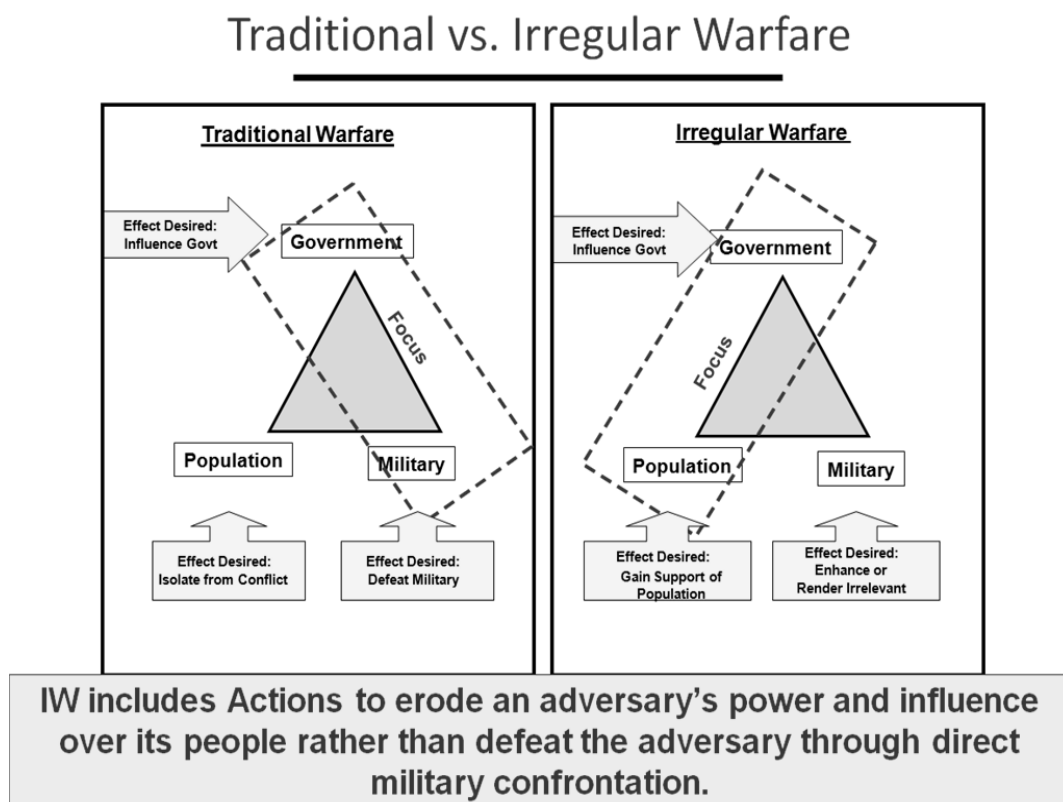 Traditional vs. Irregular Warfare
Traditional Warfare
Effect Desired:
Influence Govt
Government
Focus
Population
Military
Effect Desired:
Isolate from Conflict
Effect Desired:
Defeat Military
Irregular Warfare
Effect Desired:
Influence Govt
Government
Focus
Population
Military
Effect Desired:
Gain Support of
Population
Effect Desired:
Enhance or
Render Irrelevant
IW includes Actions to erode an adversary's power and influence
over its people rather than defeat the adversary through direct
military confrontation.